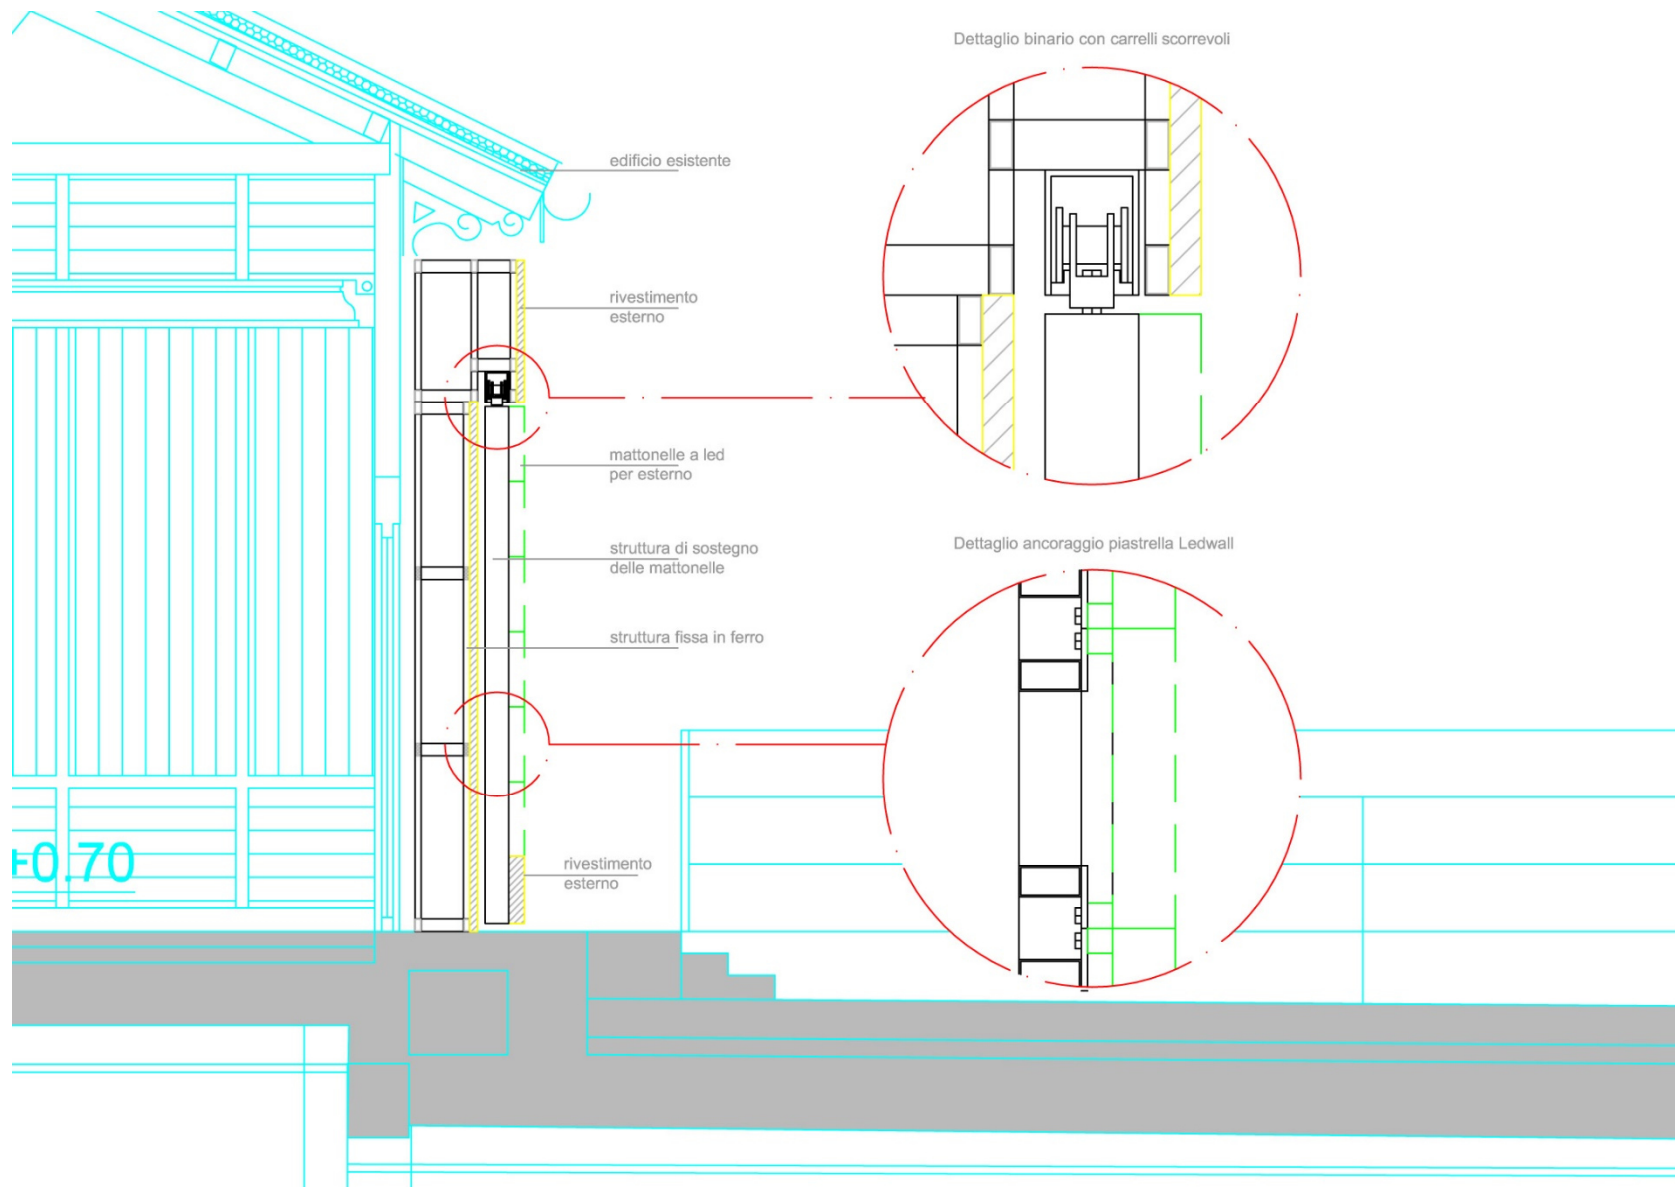 Dettaglio binario con carrelli scorrevoli
edificio esistente
rivestimento
esterno
mattonelle a led
per esterno
struttura di sostegno
delle mattonelle
Dettaglio ancoraggio piastrella Ledwall
struttura fissa in ferro
rivestimento
esterno
+0.70